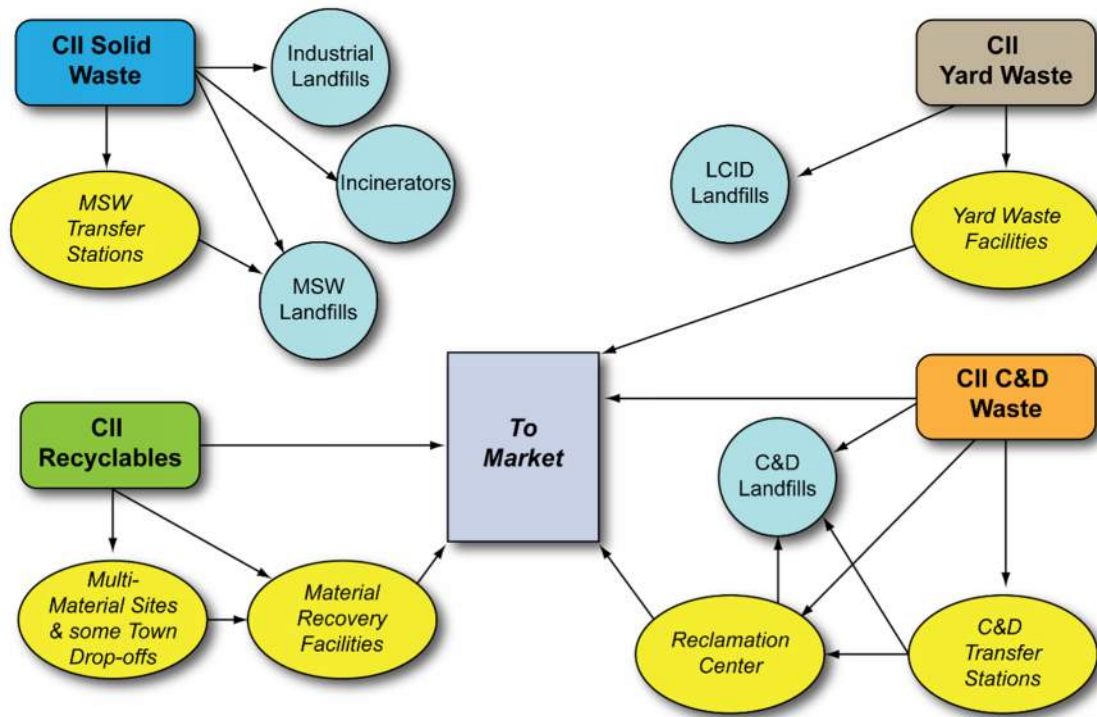 CII Solid
Waste
Industrial
Landfills
CII
Yard Waste
LCID
Landfills
Incinerators
MSW
Transfer
Stations
Yard Waste
Facilities
MSW
Landfills
CII C&D
Waste
To
Market
CII
Recyclables
C&D
Landfills
Multi-
Material Sites
& some Town
Drop-offs
Material
Recovery
Facilities
Reclamation
Center
C&D
Transfer
Stations